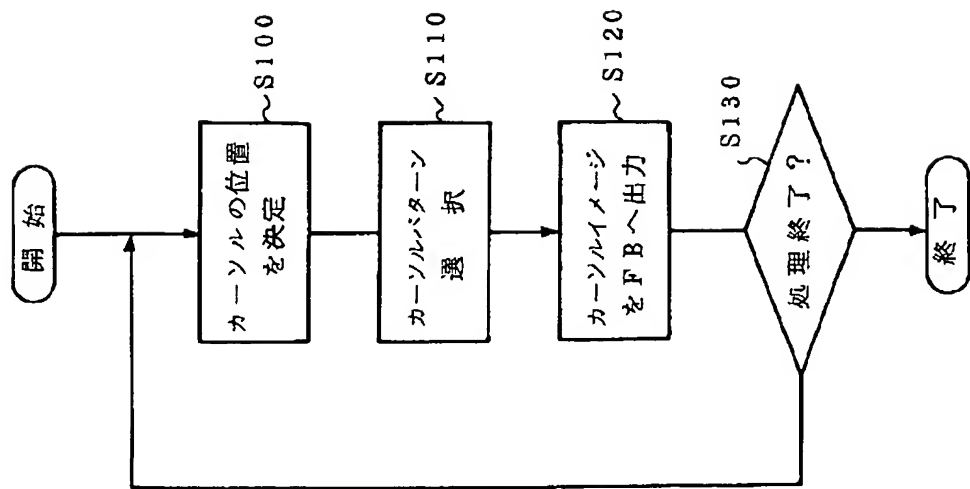 開始
カーソルの位置
を決定
S100
カーソルパターン
選択
S110
カーソルイメージ
をFBへ出力
S120
処理終了?
S130
終了